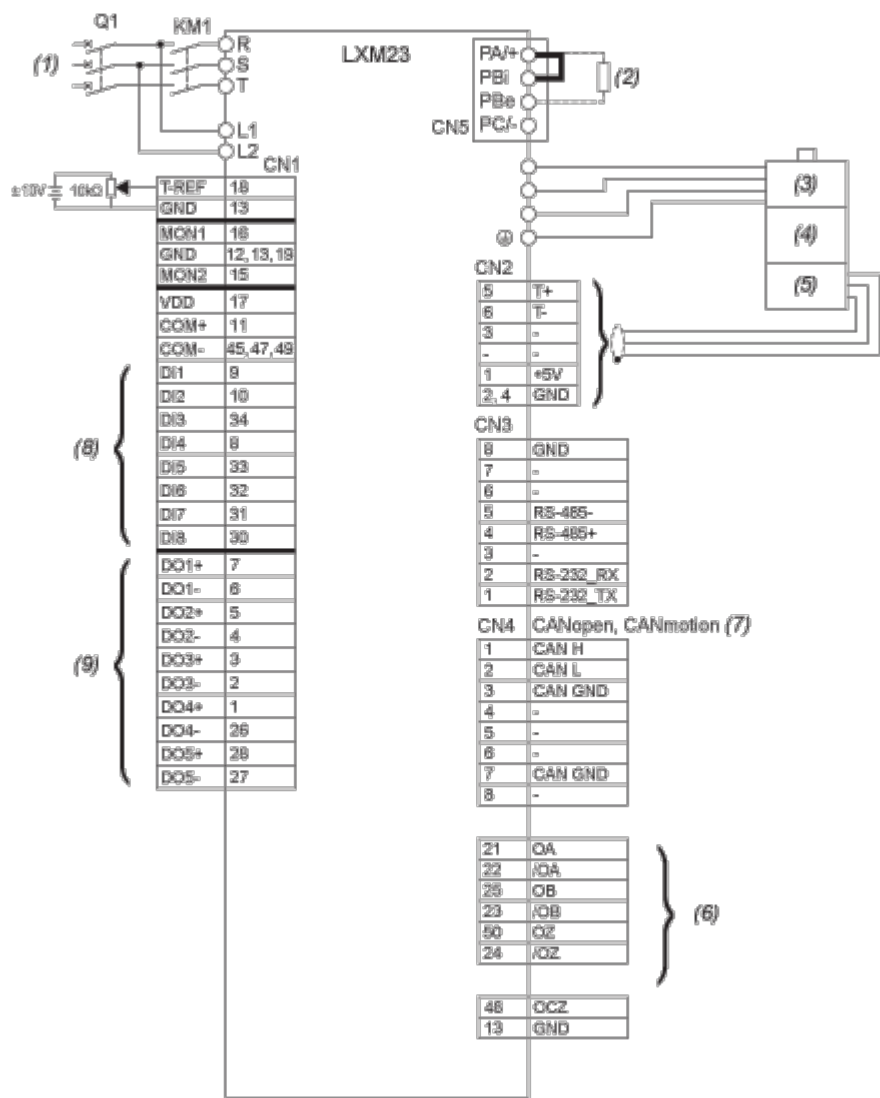 Q1
KM1
(1)
R
S
T
L1
L2
LXM23
PA/+
PBi
PBe
CN5 PC/-
(2)
(3)
(4)
(5)
CN1
±10V 10kΩ
T-REF 18
GND 13
MON1 16
GND 12, 13, 19
MON2 15
VDD 17
COM+ 11
COM- 45, 47, 49
(8)
DI1 9
DI2 10
DI3 34
DI4 8
DI5 33
DI6 32
DI7 31
DI8 30
(9)
DO1+ 7
DO1- 6
DO2+ 5
DO2- 4
DO3+ 3
DO3- 2
DO4+ 1
DO4- 26
DO5+ 28
DO5- 27
CN2
5 T+
6 T-
3 -
- -
1 +5V
2, 4 GND
CN3
8 GND
7 -
6 -
5 RS-485-
4 RS-485+
3 -
2 RS-232_RX
1 RS-232_TX
CN4 CANopen, CANmotion (7)
1 CAN H
2 CAN L
3 CAN GND
4 -
5 -
6 -
7 CAN GND
8 -
21 OA
22 /OA
25 OB
23 /OB
50 OZ
24 /OZ
(6)
48 OCZ
13 GND